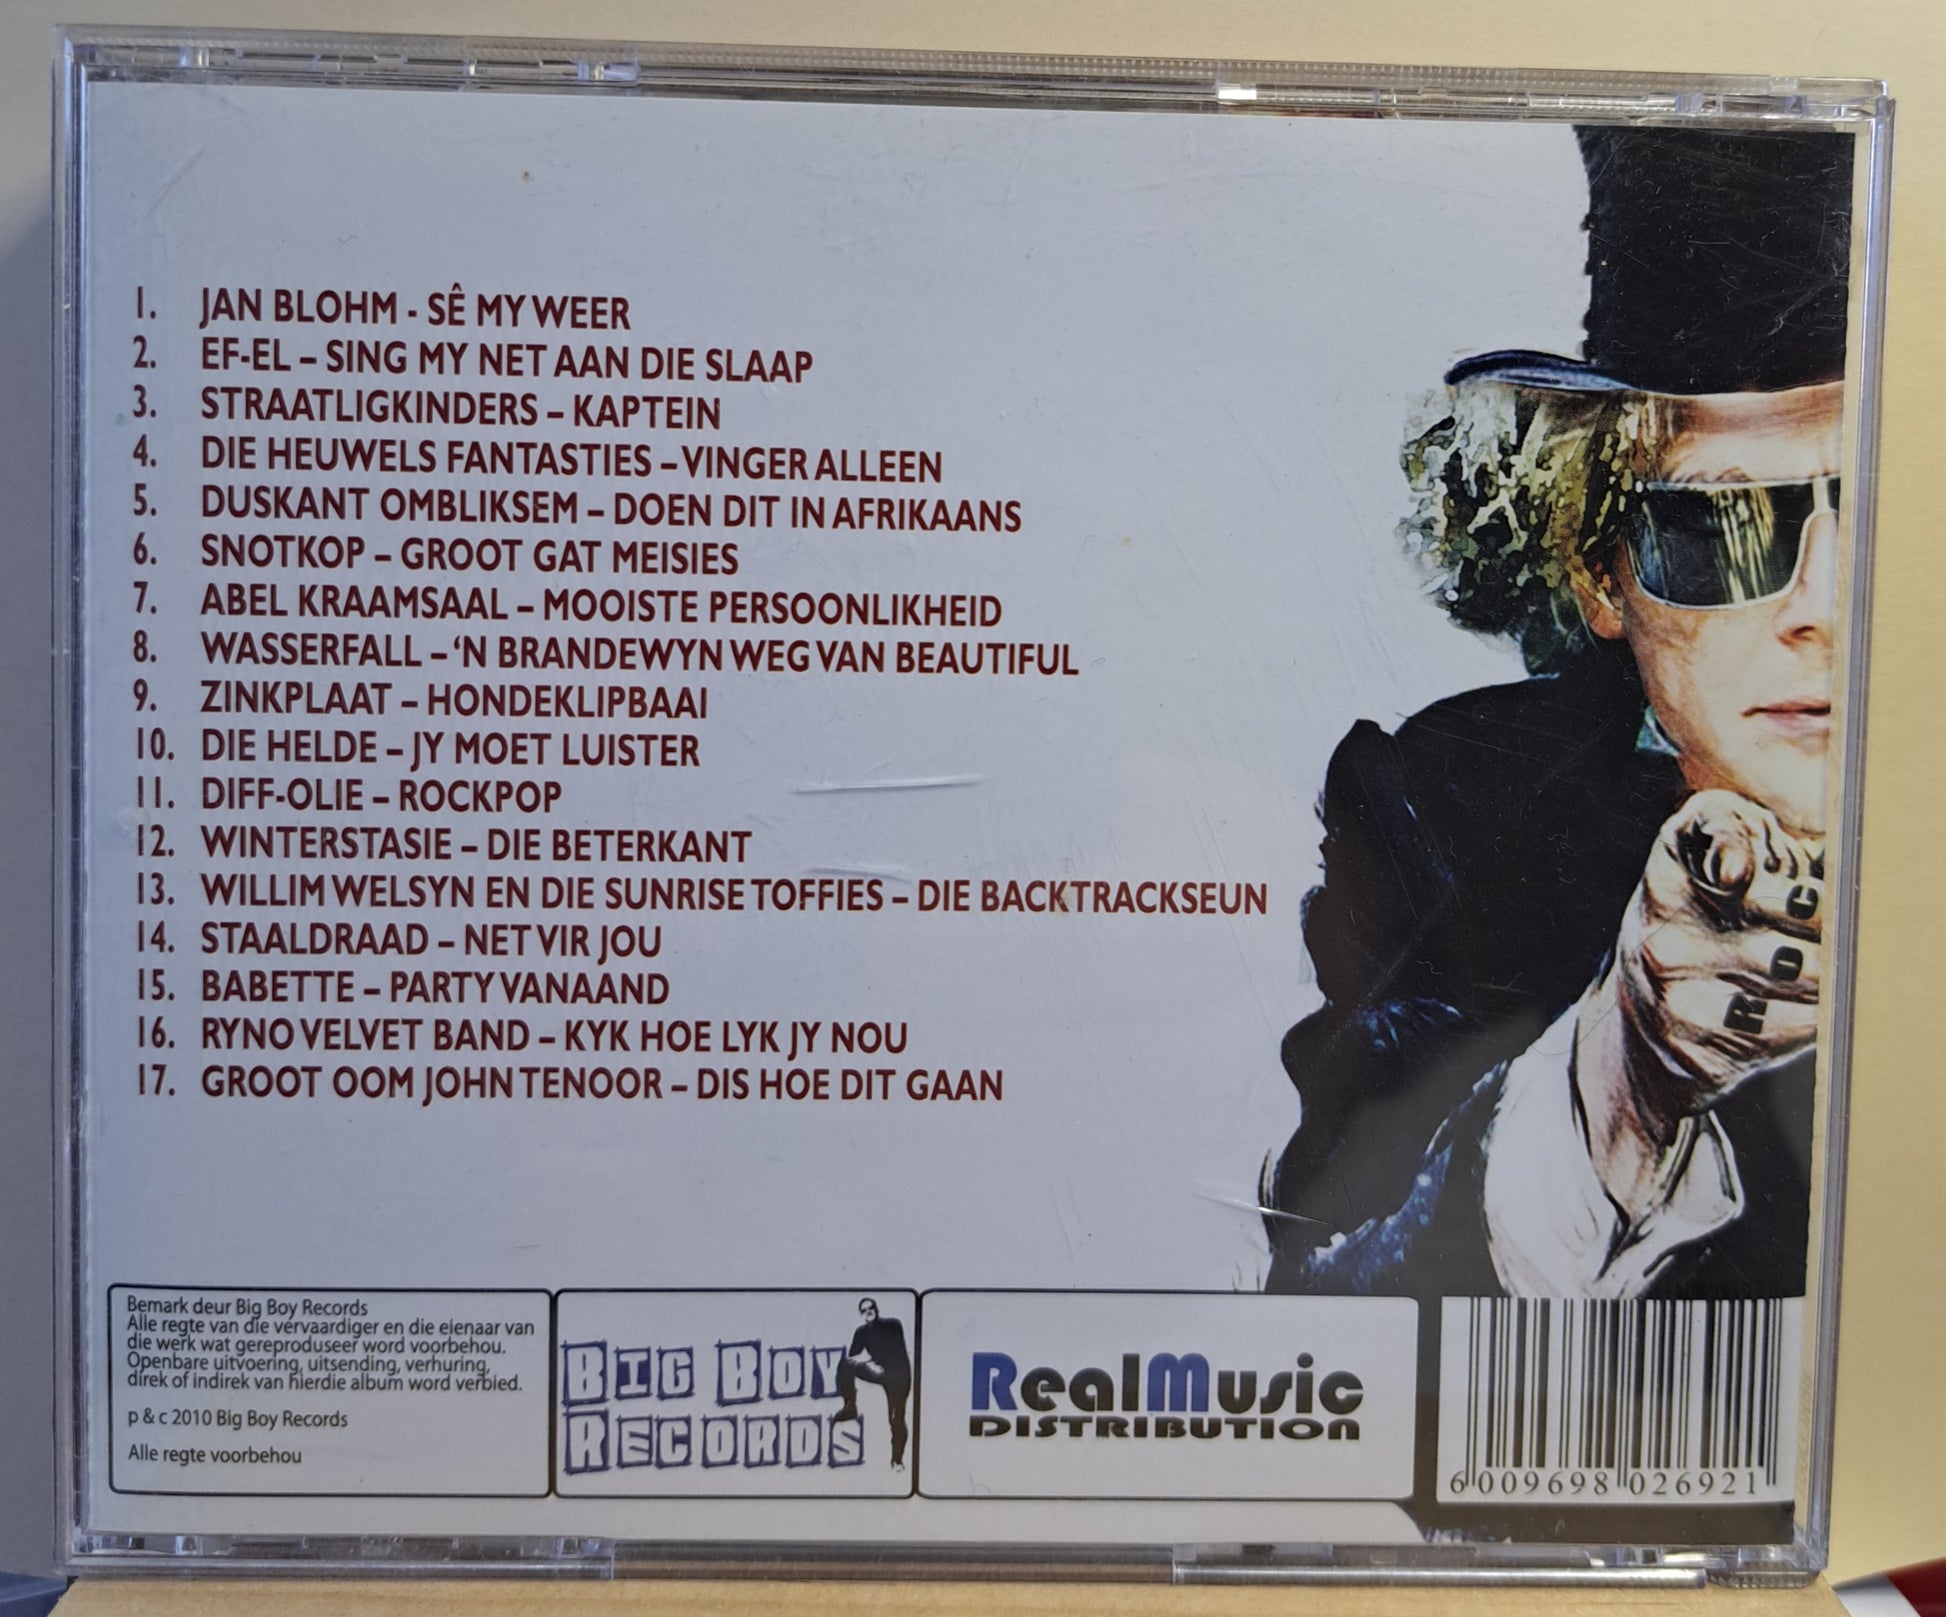 1. JAN BLOHM - SÊ MY WEER
2. EF-EL – SING MY NET AAN DIE SLAAP
3. STRAATLIGKINDERS – KAPTEIN
4. DIE HEUWELS FANTASTIES – VINGER ALLEEN
5. DUSKANT OMBLIKSEM – DOEN DIT IN AFRIKAANS
6. SNOTKOP – GROOT GAT MEISIES
7. ABEL KRAAMSAAL – MOOISTE PERSOONLIKHEID
8. WASSERFALL – ‘N BRANDEWYN WEG VAN BEAUTIFUL
9. ZINKPLAAT – HONDEKLIPBAAI
10. DIE HELDE – JY MOET LUISTER
11. DIFF-OLIE – ROCKPOP
12. WINTERSTASIE – DIE BETERKANT
13. WILLIM WELSYN EN DIE SUNRISE TOFFIES – DIE BACKTRACKSEUN
14. STAALDRAAD – NET VIR JOU
15. BABETTE – PARTY VANAAND
16. RYNO VELVET BAND – KYK HOE LYK JY NOU
17. GROOT OOM JOHN TENOOR – DIS HOE DIT GAAN
ROCK
Bemark deur Big Boy Records
Alle regte van die vervaardiger en die eienaar van
die werk wat gereproduseer word voorbehou.
Openbare uitvoering, uitsending, verhuring,
direk of indirek van hierdie album word verbied.
p & c 2010 Big Boy Records
Alle regte voorbehou
BIG BOY
RECORDS
RealMusic
DISTRIBUTION
6 009698 026921